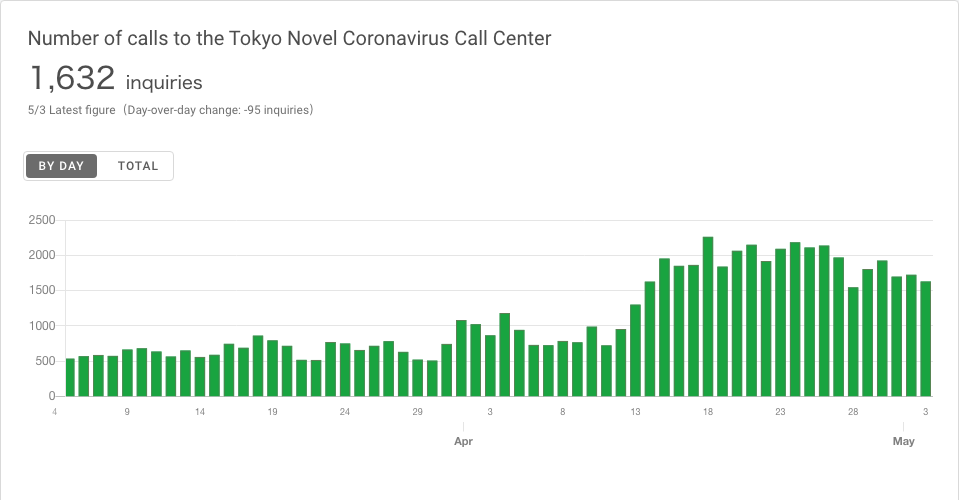 Number of calls to the Tokyo Novel Coronavirus Call Center
1,632 inquiries
5/3 Latest figure（Day-over-day change: -95 inquiries）
BY DAY TOTAL
2500
2000
1500
1000
500
0
4 9 14 19 24 29 3 8 13 18 23 28 3
Apr May